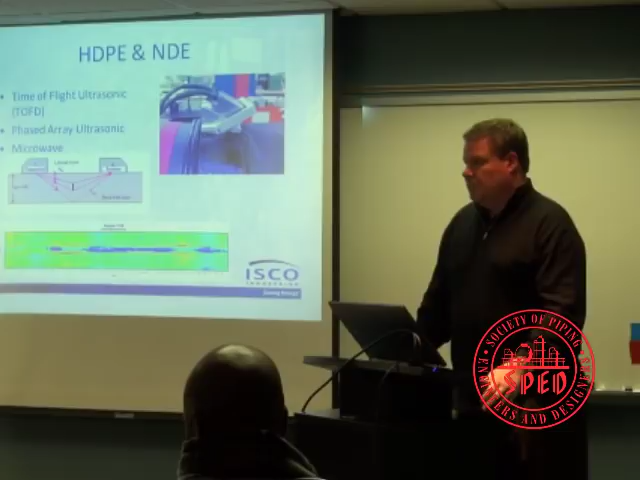 HDPE & NDE
• Time of Flight Ultrasonic
(TOFD)
• Phased Array Ultrasonic
• Microwave
ISCO
INDUSTRIES
SOCIETY OF PIPING
ENGINEERS AND DESIGNERS
SPED